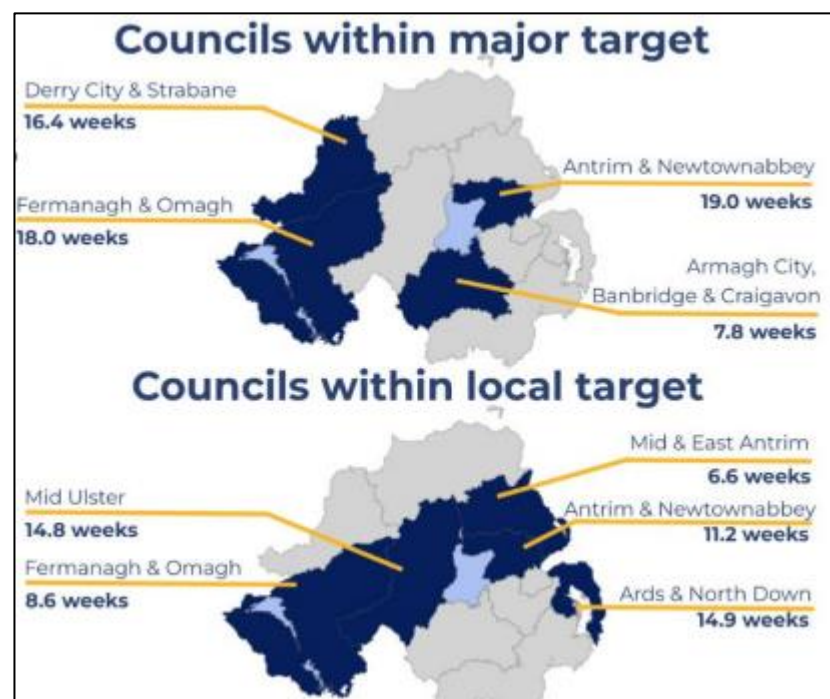 Councils within major target
Derry City & Strabane
16.4 weeks
Fermanagh & Omagh
18.0 weeks
Antrim & Newtownabbey
19.0 weeks
Armagh City,
Banbridge & Craigavon
7.8 weeks
Councils within local target
Mid Ulster
14.8 weeks
Fermanagh & Omagh
8.6 weeks
Mid & East Antrim
6.6 weeks
Antrim & Newtownabbey
11.2 weeks
Ards & North Down
14.9 weeks